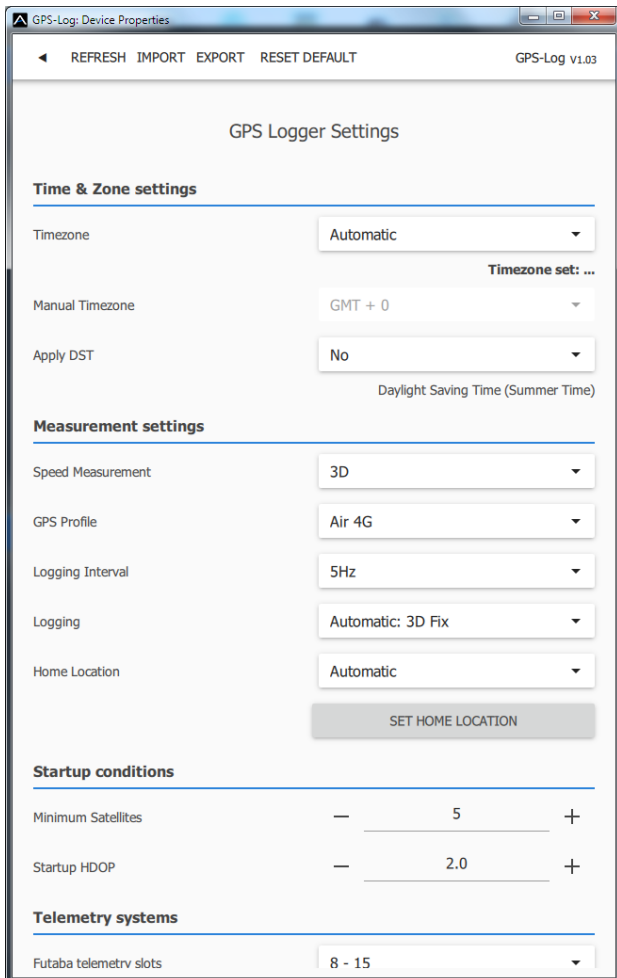 GPS-Log: Device Properties
REFRESH IMPORT EXPORT RESET DEFAULT GPS-Log V1.03
GPS Logger Settings
Time & Zone settings
Timezone Automatic
Timezone set: ...
Manual Timezone GMT + 0
Apply DST No
Daylight Saving Time (Summer Time)
Measurement settings
Speed Measurement 3D
GPS Profile Air 4G
Logging Interval 5Hz
Logging Automatic: 3D Fix
Home Location Automatic
SET HOME LOCATION
Startup conditions
Minimum Satellites — 5 +
Startup HDOP — 2.0 +
Telemetry systems
Futaba telemetry slots 8 - 15